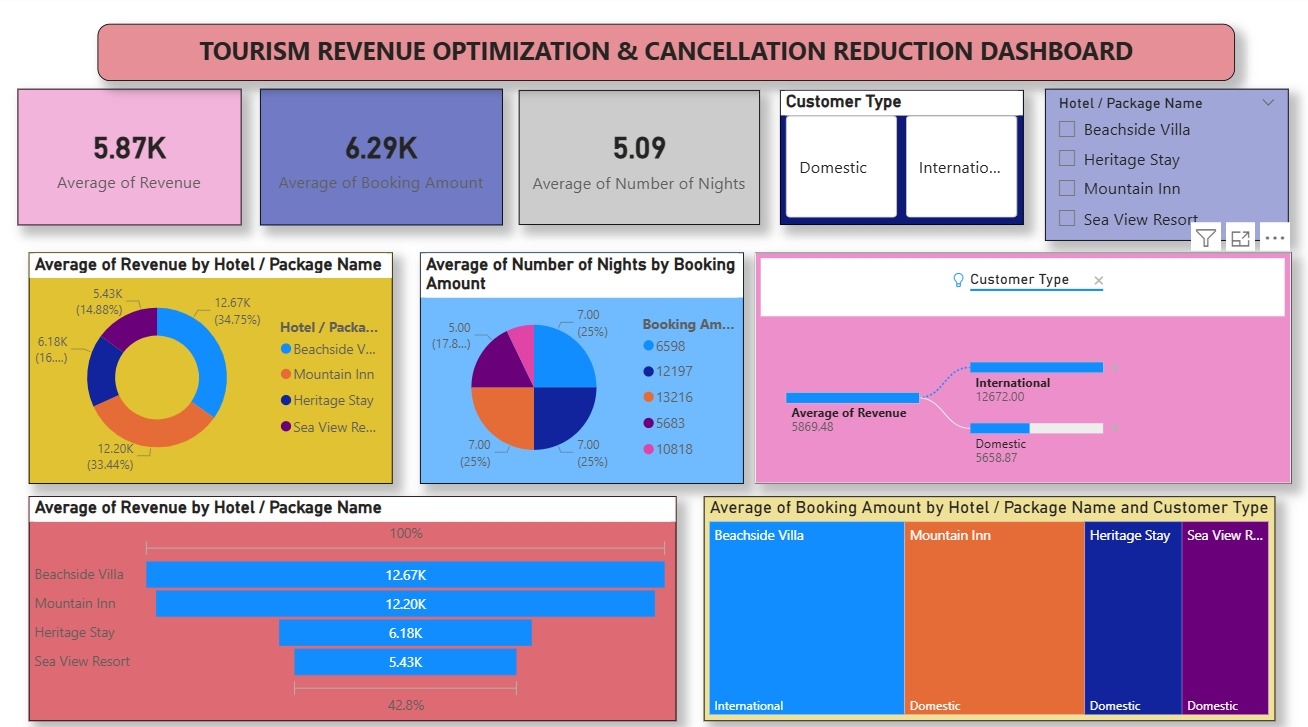 TOURISM REVENUE OPTIMIZATION & CANCELLATION REDUCTION DASHBOARD
5.87K
Average of Revenue
6.29K
Average of Booking Amount
5.09
Average of Number of Nights
Customer Type
Domestic
Internatio...
Hotel / Package Name
Beachside Villa
Heritage Stay
Mountain Inn
Sea View Resort
Average of Revenue by Hotel / Package Name
5.43K
(14.88%)
12.67K
(34.75%)
6.18K
(16....)
12.20K
(33.44%)
Hotel / Packa...
Beachside V...
Mountain Inn
Heritage Stay
Sea View Re...
Average of Number of Nights by Booking
Amount
7.00
(25%)
5.00
(17.8...)
7.00
(25%)
7.00
(25%)
Booking Am...
6598
12197
13216
5683
10818
Customer Type
Average of Revenue
5869.48
International
12672.00
Domestic
5658.87
Average of Revenue by Hotel / Package Name
100%
Beachside Villa 12.67K
Mountain Inn 12.20K
Heritage Stay 6.18K
Sea View Resort 5.43K
42.8%
Average of Booking Amount by Hotel / Package Name and Customer Type
Beachside Villa
International
Mountain Inn
Domestic
Heritage Stay
Domestic
Sea View R...
Domestic